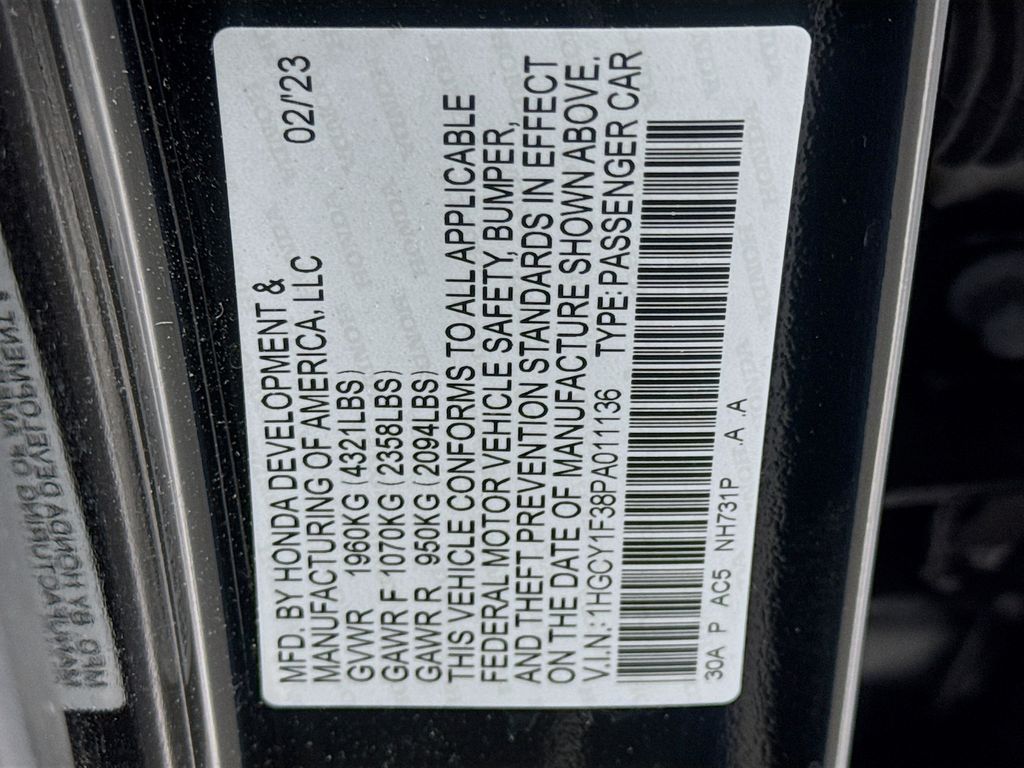 MFD. BY HONDA DEVELOPMENT & 02/'23
MANUFACTURING OF AMERICA, LLC
GVWR 1960KG (4321LBS)
GAWR F 1070KG (2358LBS)
GAWR R 950KG (2094LBS)
THIS VEHICLE CONFORMS TO ALL APPLICABLE
FEDERAL MOTOR VEHICLE SAFETY, BUMPER,
AND THEFT PREVENTION STANDARDS IN EFFECT
ON THE DATE OF MANUFACTURE SHOWN ABOVE.
V.I.N.: 1HGCY1F38PA011136 TYPE: PASSENGER CAR
30A P AC5 NH731P .A .A